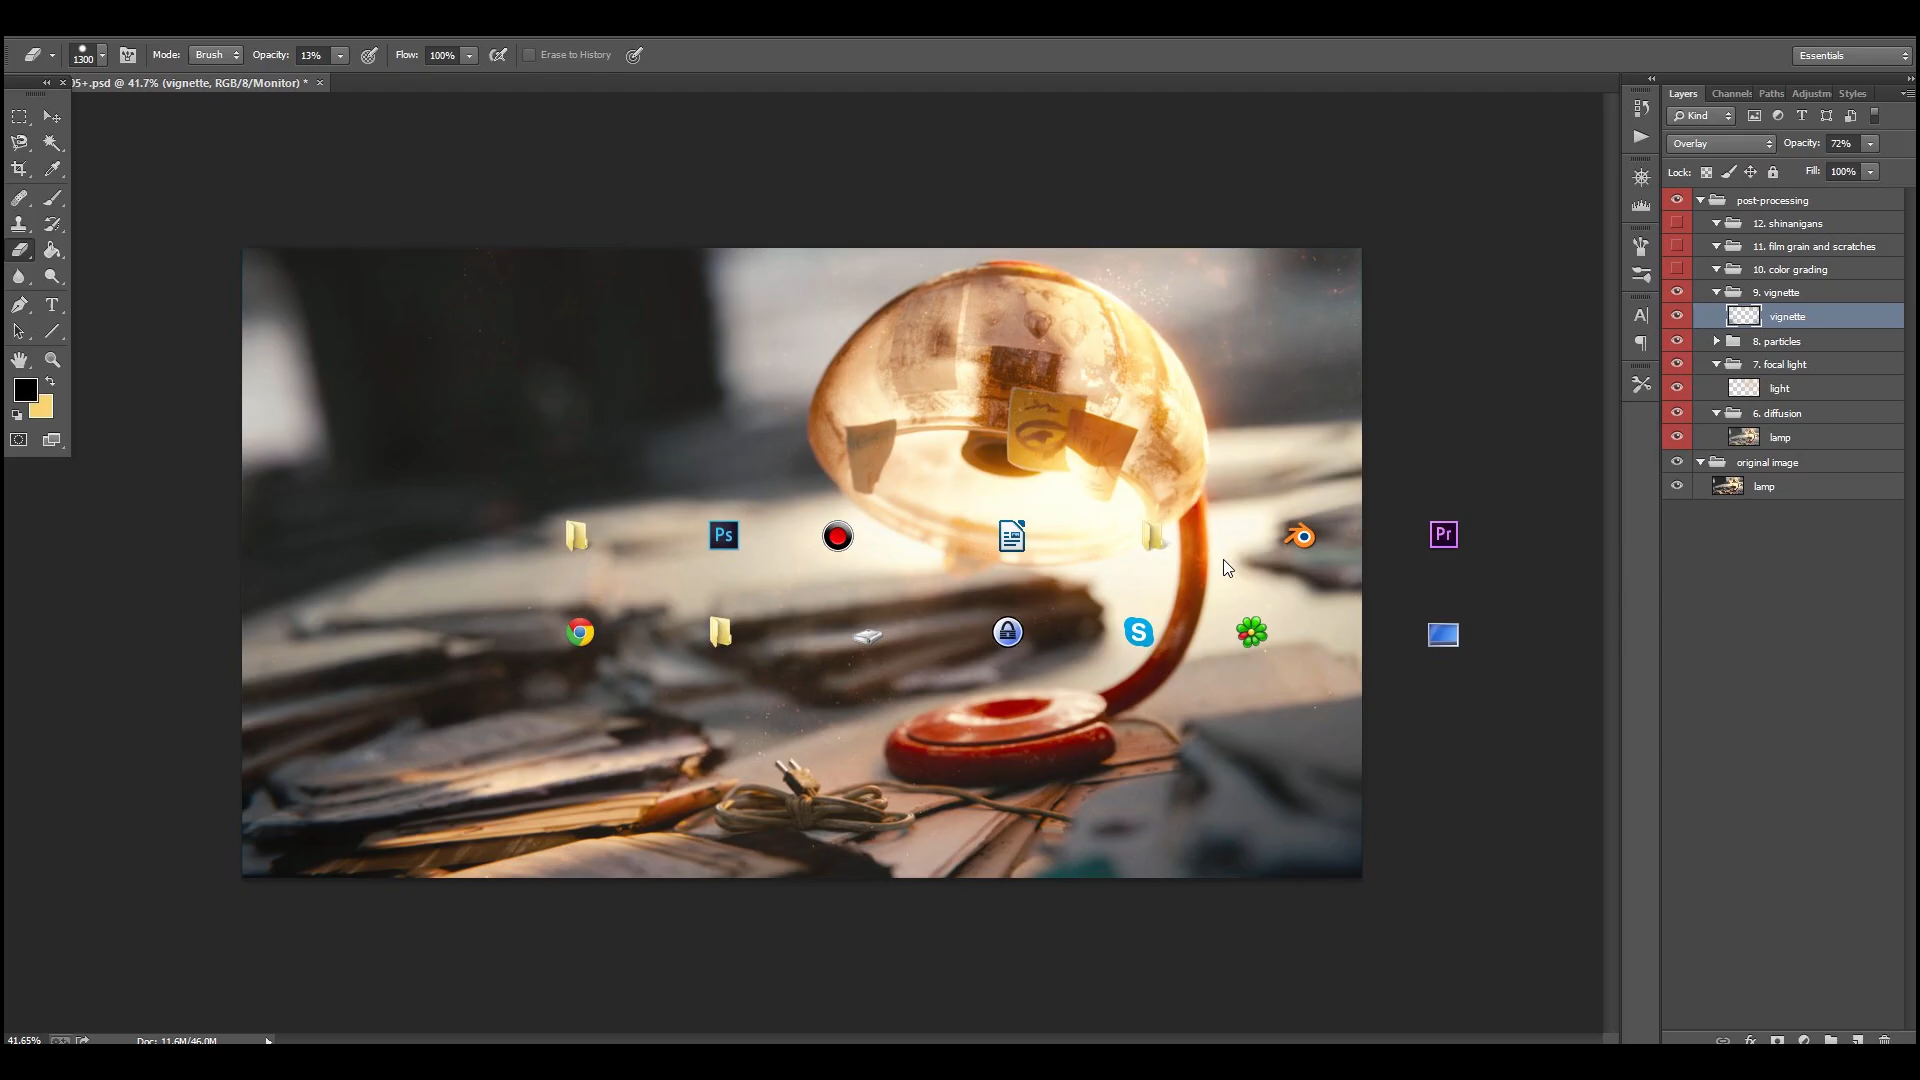 1300 Mode: Brush Opacity: 13% Flow: 100% Erase to History Essentials
05+.psd @ 41.7% (vignette, RGB/8/Monitor) * ×
Layers Channels Paths Adjustm Styles
Kind
Overlay Opacity: 72%
Lock: Fill: 100%
post-processing
12. shinanigans
11. film grain and scratches
10. color grading
9. vignette
vignette
8. particles
7. focal light
light
6. diffusion
lamp
original image
lamp
Ps
Pr
S
41.65% Doc: 11.6M/46.0M